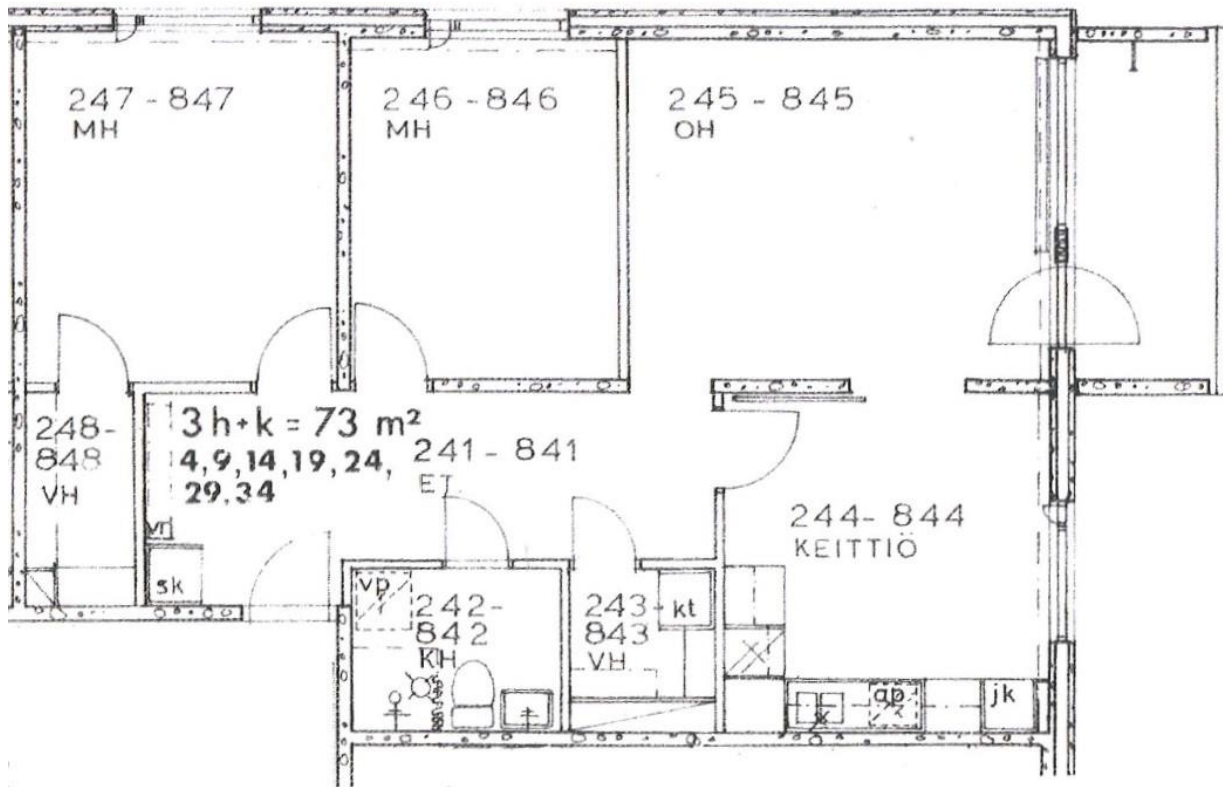 247 - 847
MH
246 - 846
MH
245 - 845
OH
248-
848
VH
3 h+k = 73 m²
4,9,14,19,24,
29,34
241 - 841
ET
244 - 844
KEITTIÖ
sk
vp
242-
842
KH
243-
843
VH
kt
ap
jk